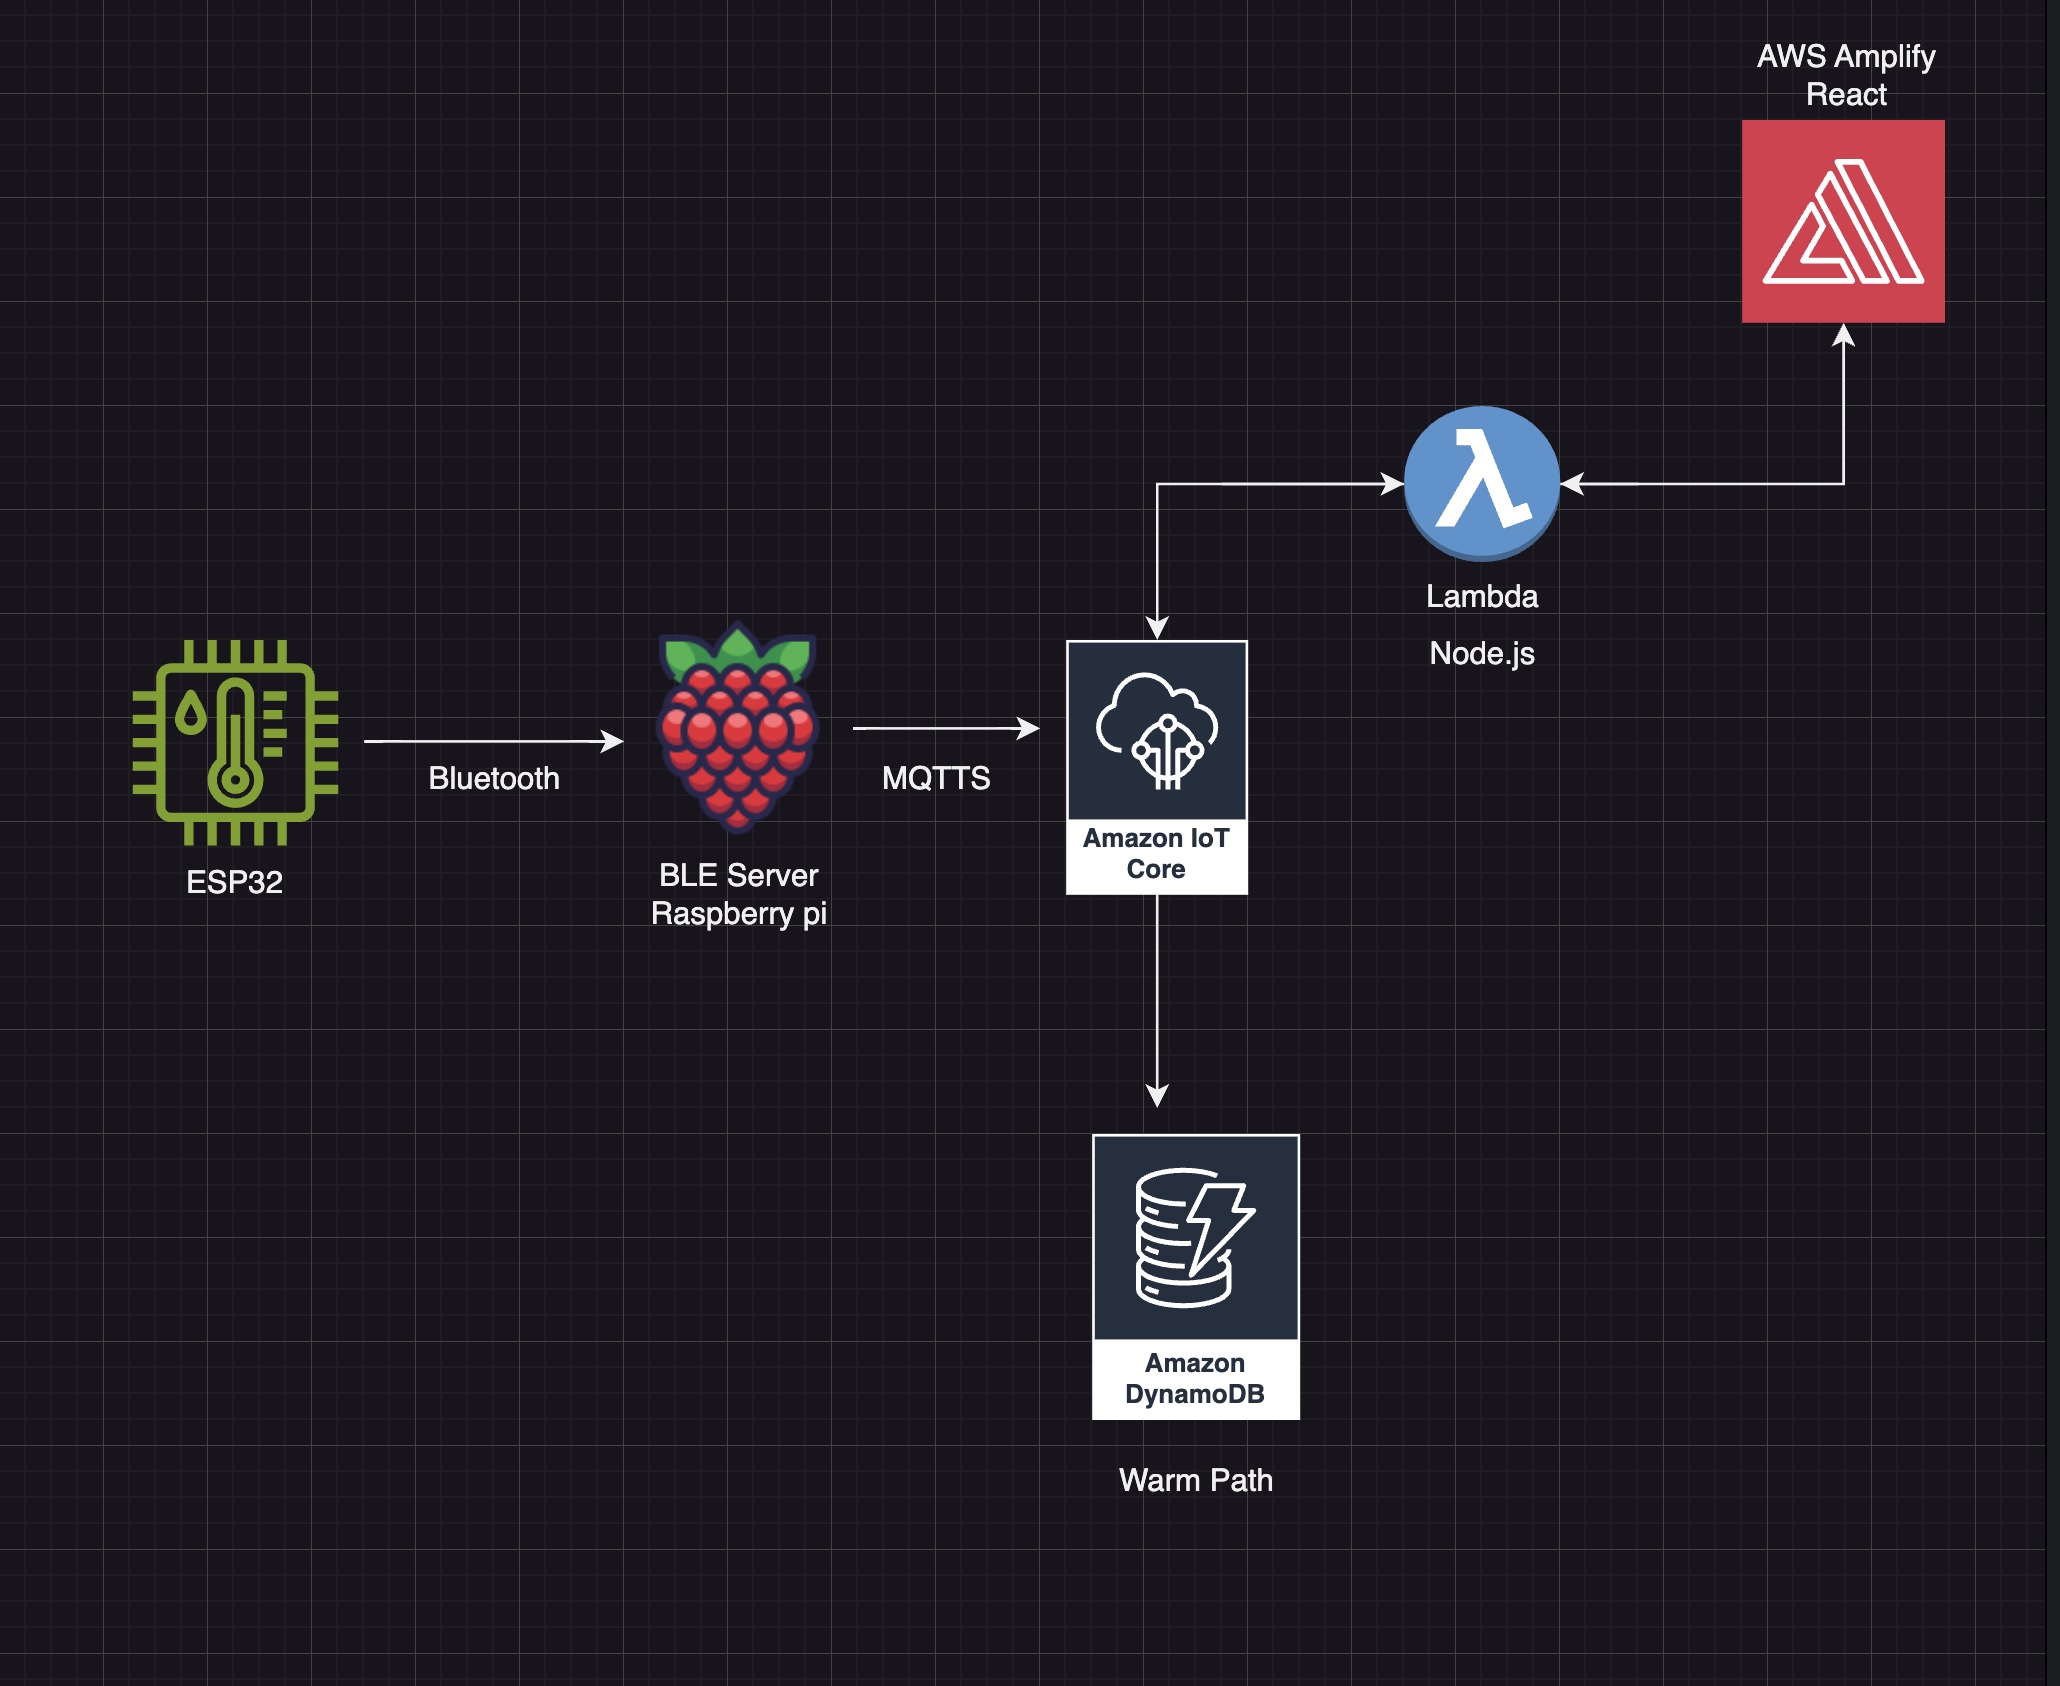 AWS Amplify
React
Lambda
Node.js
ESP32
Bluetooth
BLE Server
Raspberry pi
MQTTS
Amazon IoT
Core
Amazon
DynamoDB
Warm Path